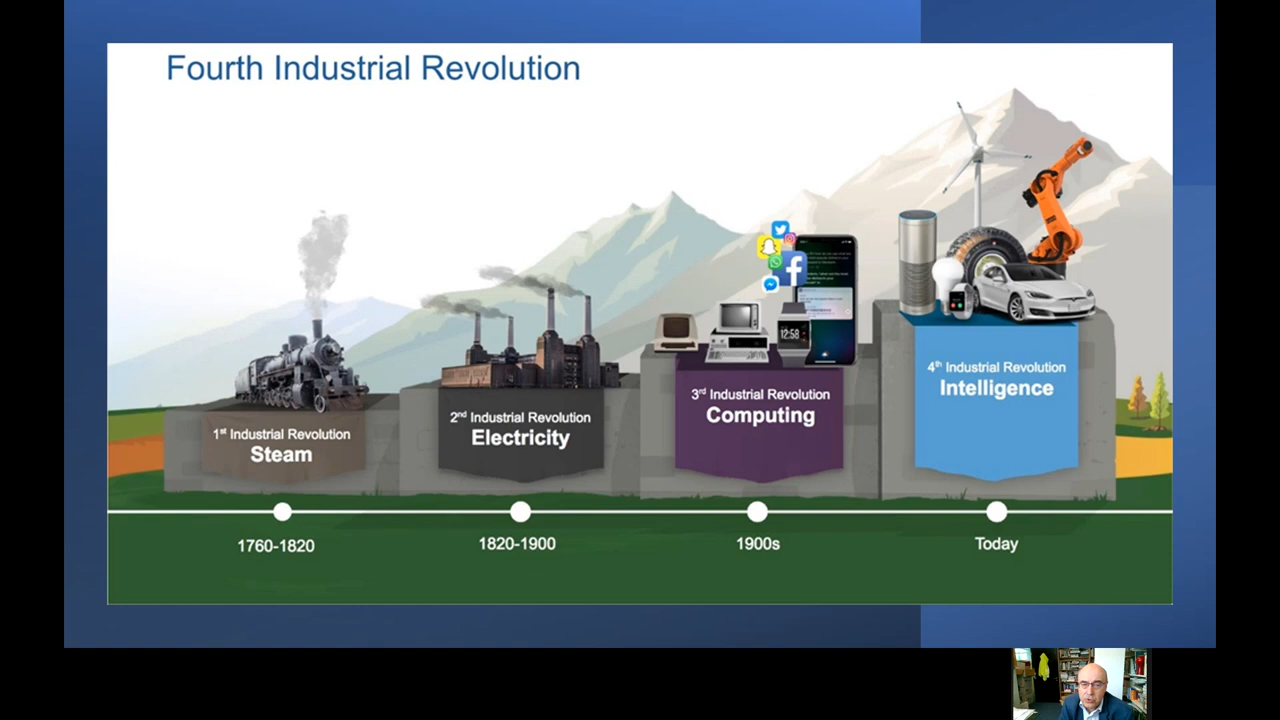 Fourth Industrial Revolution
1st Industrial Revolution
Steam
2nd Industrial Revolution
Electricity
3rd Industrial Revolution
Computing
12:58
4th Industrial Revolution
Intelligence
1760-1820
1820-1900
1900s
Today